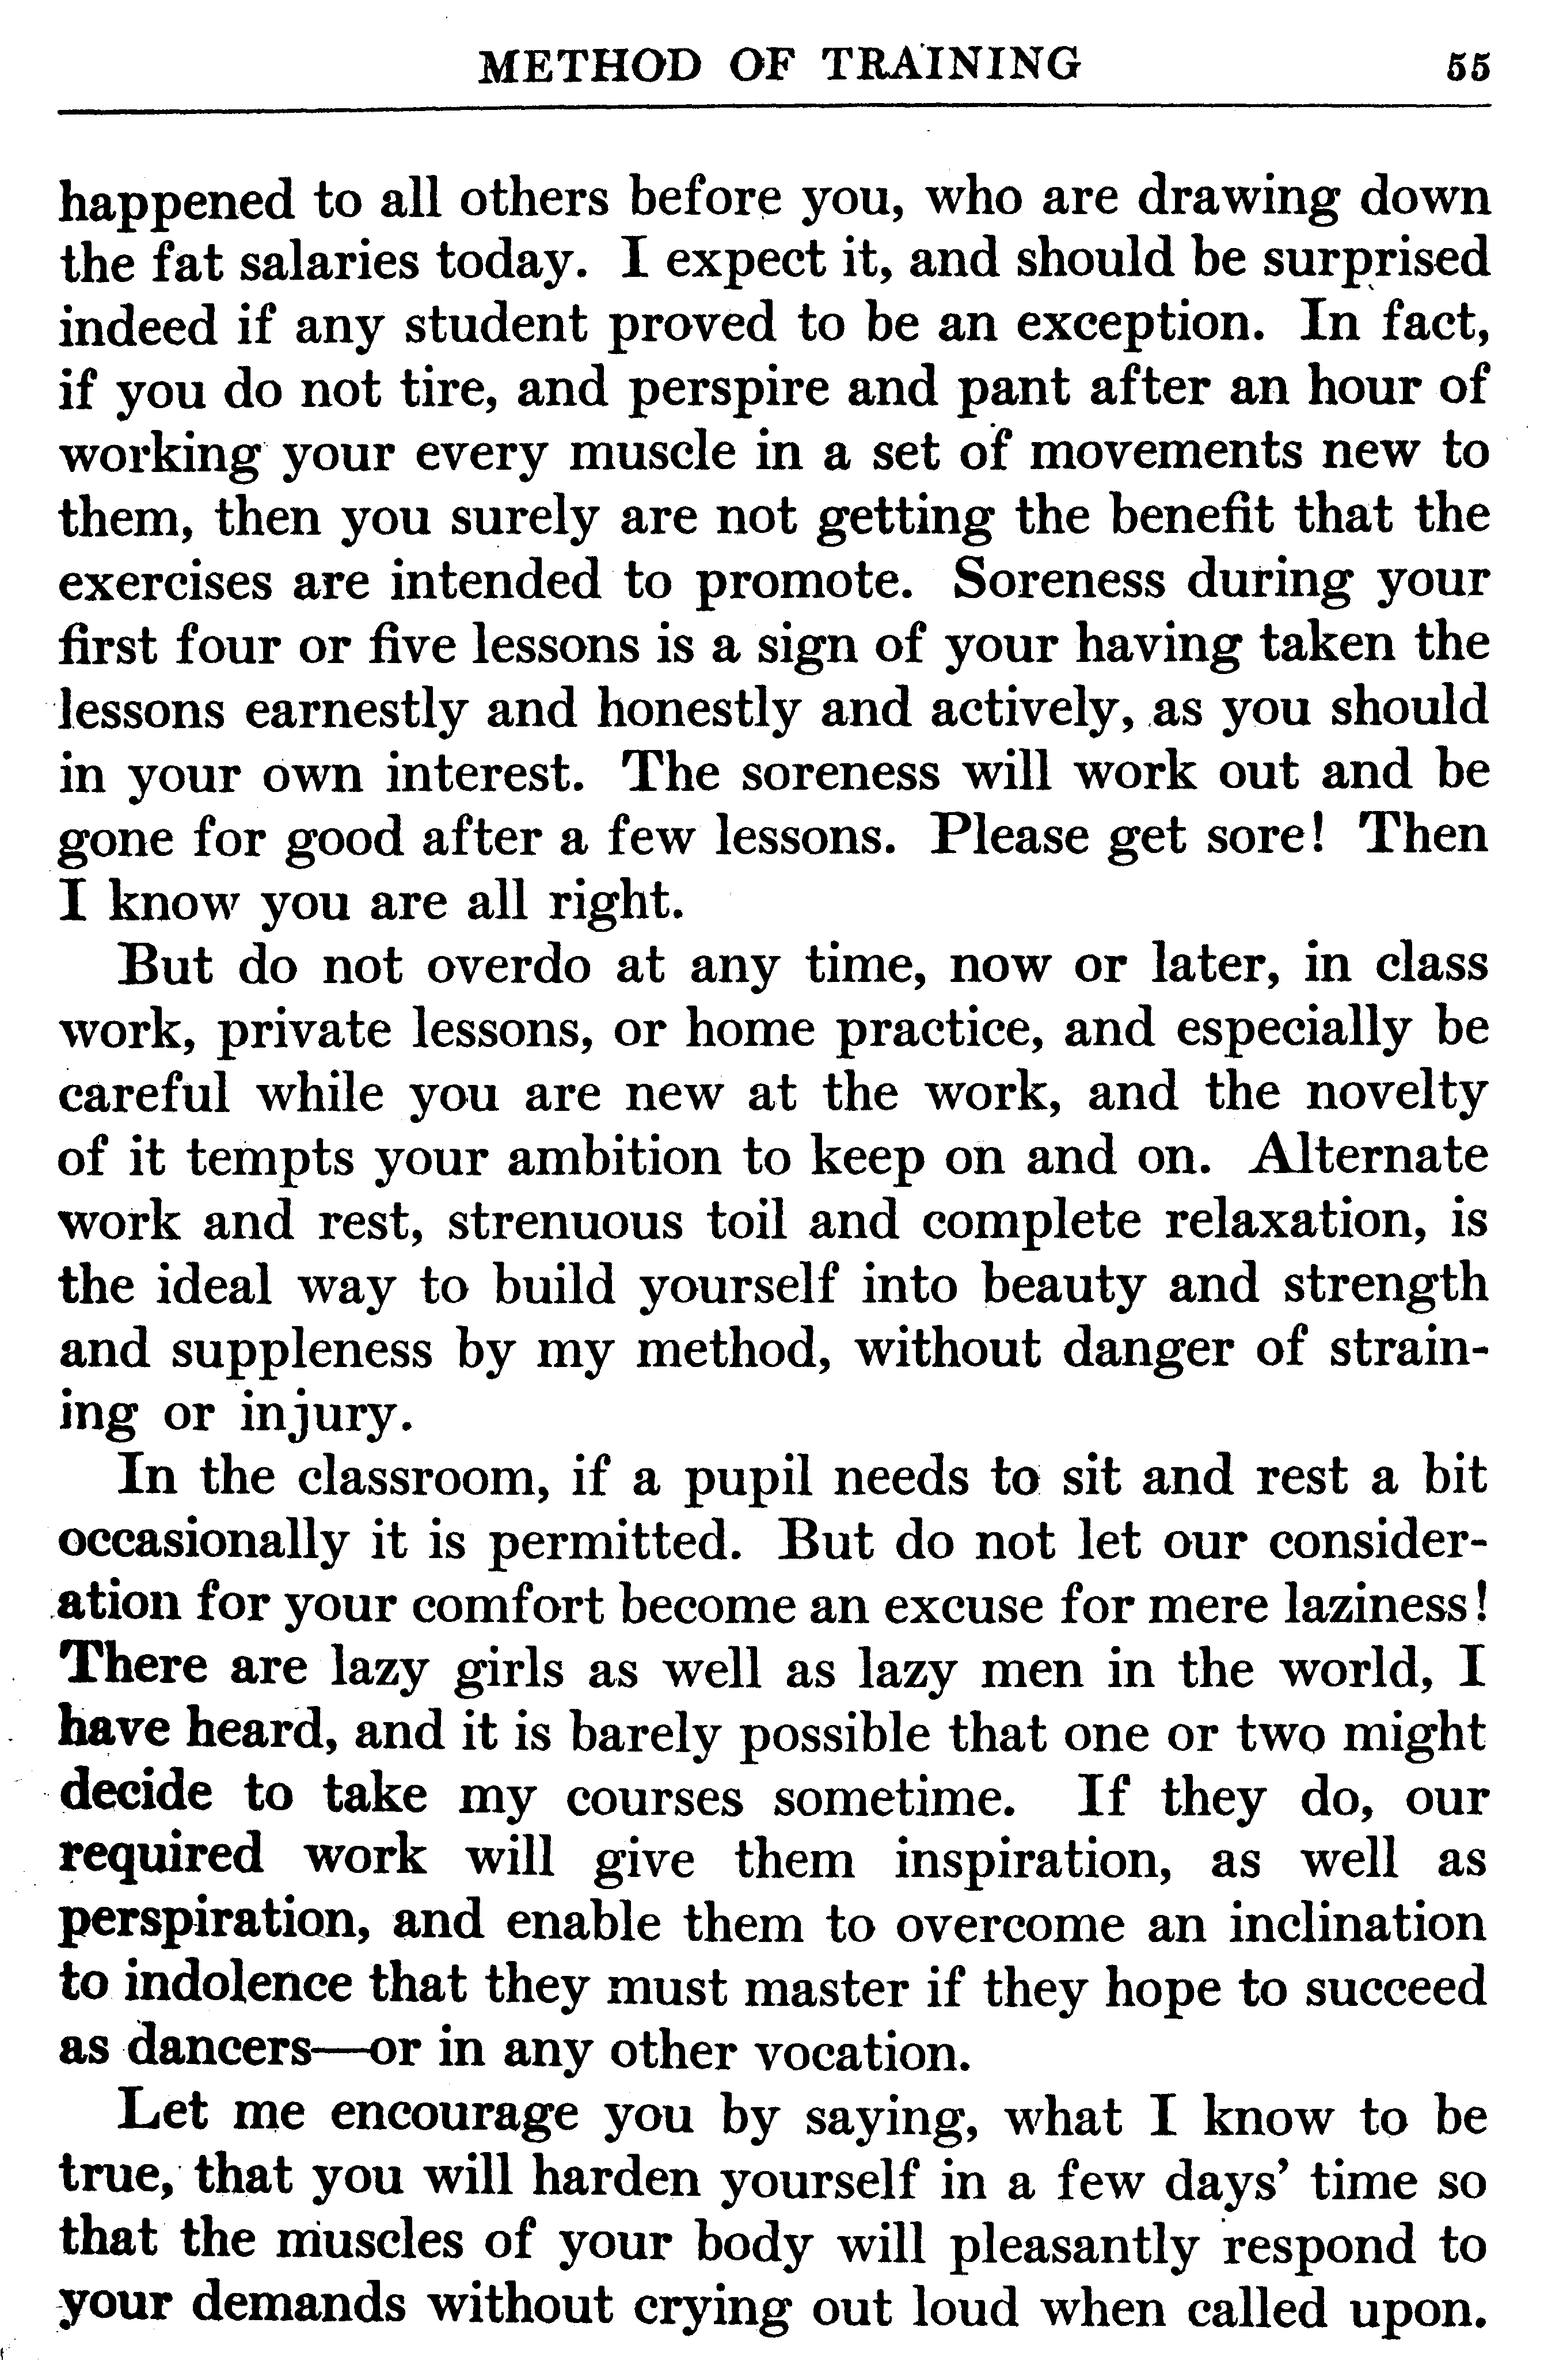 METHOD OF TRAINING 55
happened to all others before you, who are drawing down
the fat salaries today. I expect it, and should be surprised
indeed if any student proved to be an exception. In fact,
if you do not tire, and perspire and pant after an hour of
working your every muscle in a set of movements new to
them, then you surely are not getting the benefit that the
exercises are intended to promote. Soreness during your
first four or five lessons is a sign of your having taken the
lessons earnestly and honestly and actively, as you should
in your own interest. The soreness will work out and be
gone for good after a few lessons. Please get sore! Then
I know you are all right.
But do not overdo at any time, now or later, in class
work, private lessons, or home practice, and especially be
careful while you are new at the work, and the novelty
of it tempts your ambition to keep on and on. Alternate
work and rest, strenuous toil and complete relaxation, is
the ideal way to build yourself into beauty and strength
and suppleness by my method, without danger of strain-
ing or injury.
In the classroom, if a pupil needs to sit and rest a bit
occasionally it is permitted. But do not let our consider-
ation for your comfort become an excuse for mere laziness!
There are lazy girls as well as lazy men in the world, I
have heard, and it is barely possible that one or two might
decide to take my courses sometime. If they do, our
required work will give them inspiration, as well as
perspiration, and enable them to overcome an inclination
to indolence that they must master if they hope to succeed
as dancers—or in any other vocation.
Let me encourage you by saying, what I know to be
true, that you will harden yourself in a few days' time so
that the muscles of your body will pleasantly respond to
your demands without crying out loud when called upon.